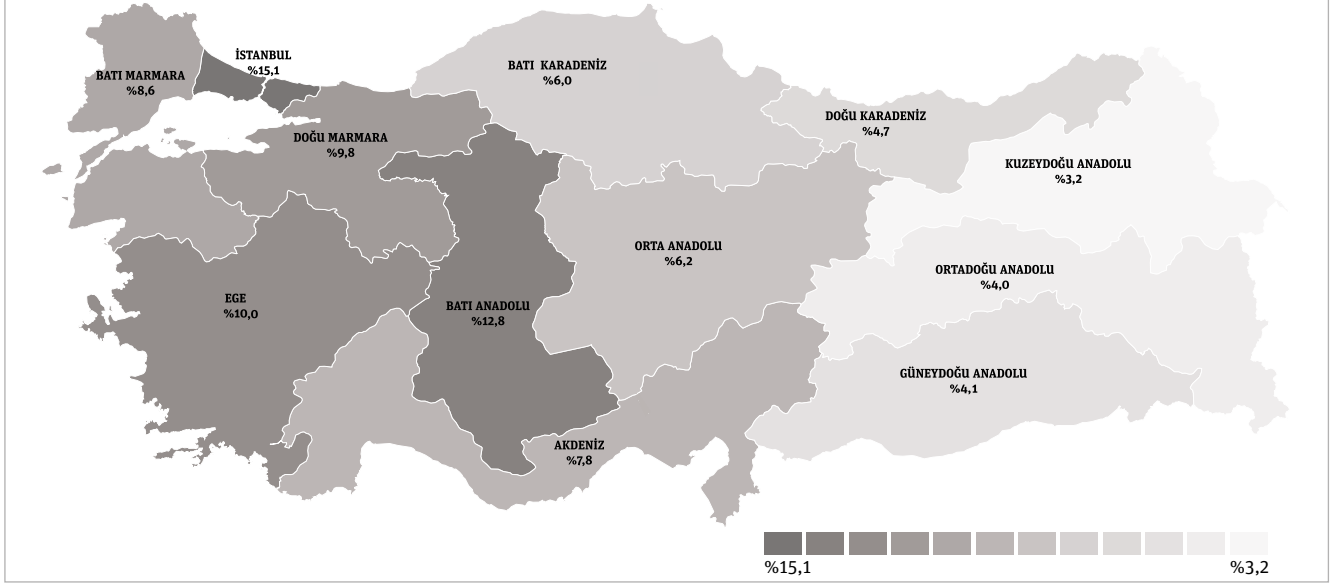 İSTANBUL
%15,1
BATI MARMARA
%8,6
BATI KARADENİZ
%6,0
DOĞU KARADENİZ
%4,7
DOĞU MARMARA
%9,8
KUZEYDOĞU ANADOLU
%3,2
ORTA ANADOLU
%6,2
ORTADOĞU ANADOLU
%4,0
EGE
%10,0
BATI ANADOLU
%12,8
GÜNEYDOĞU ANADOLU
%4,1
AKDENİZ
%7,8
%15,1
%3,2